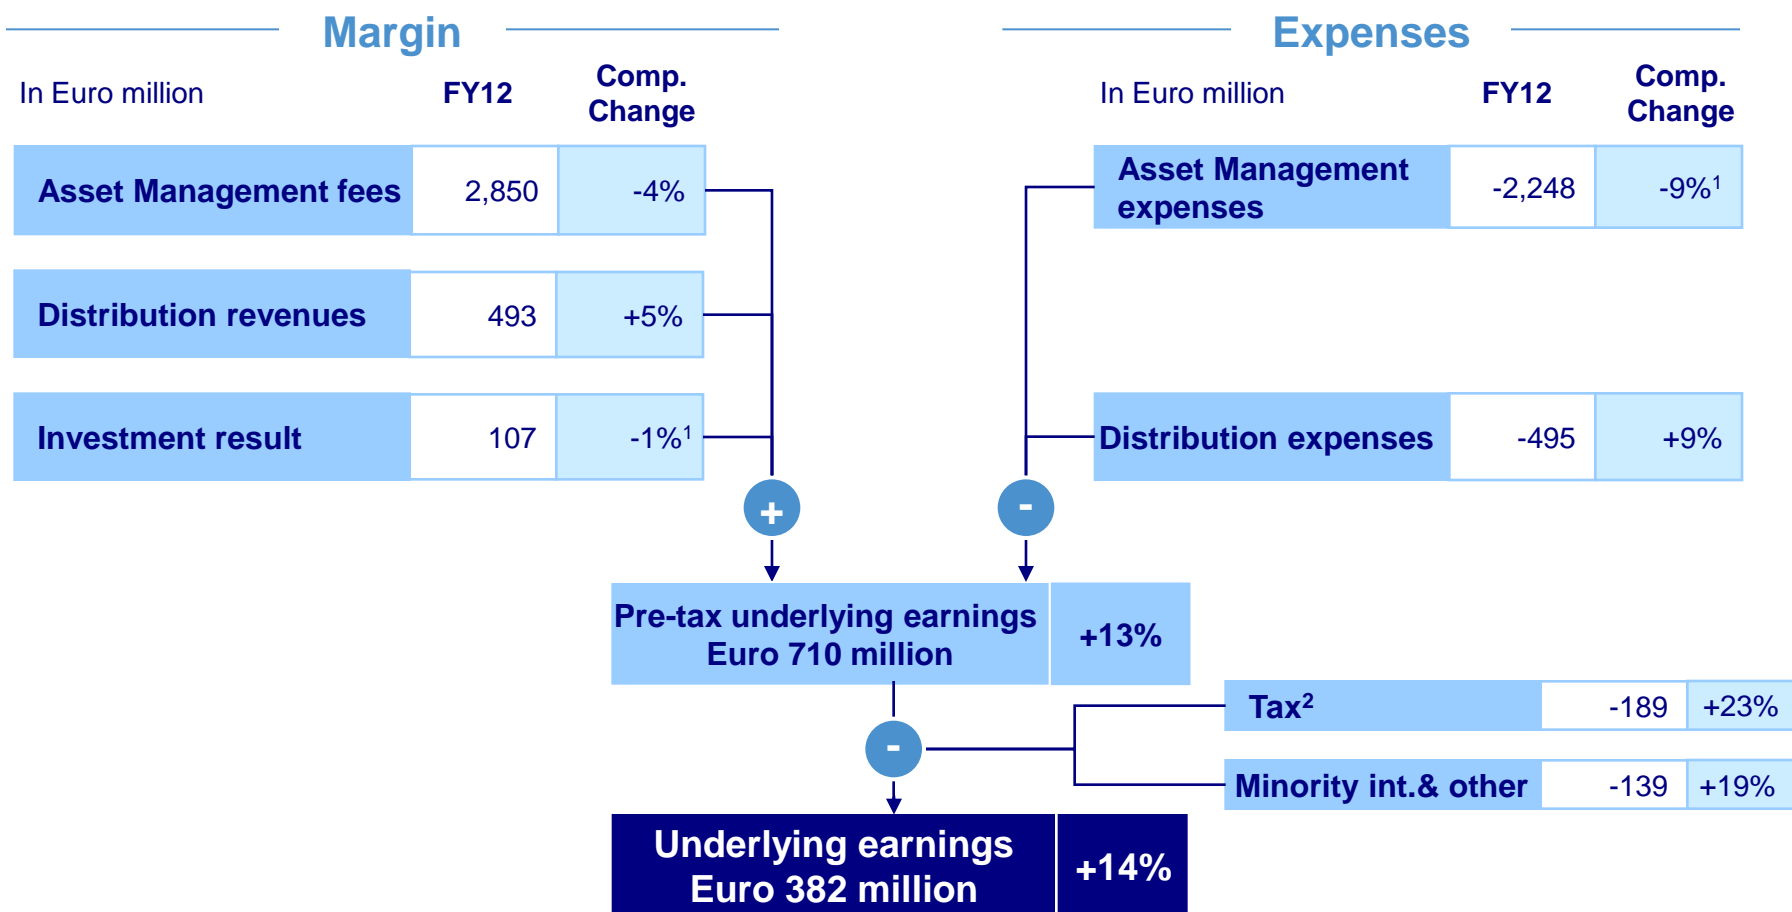 Margin
In Euro million FY12 Comp. Change
Asset Management fees 2,850 -4%
Distribution revenues 493 +5%
Investment result 107 -1%¹
+
Expenses
In Euro million FY12 Comp. Change
Asset Management expenses -2,248 -9%¹
Distribution expenses -495 +9%
-
Pre-tax underlying earnings
Euro 710 million
+13%
-
Tax² -189 +23%
Minority int.& other -139 +19%
Underlying earnings
Euro 382 million
+14%